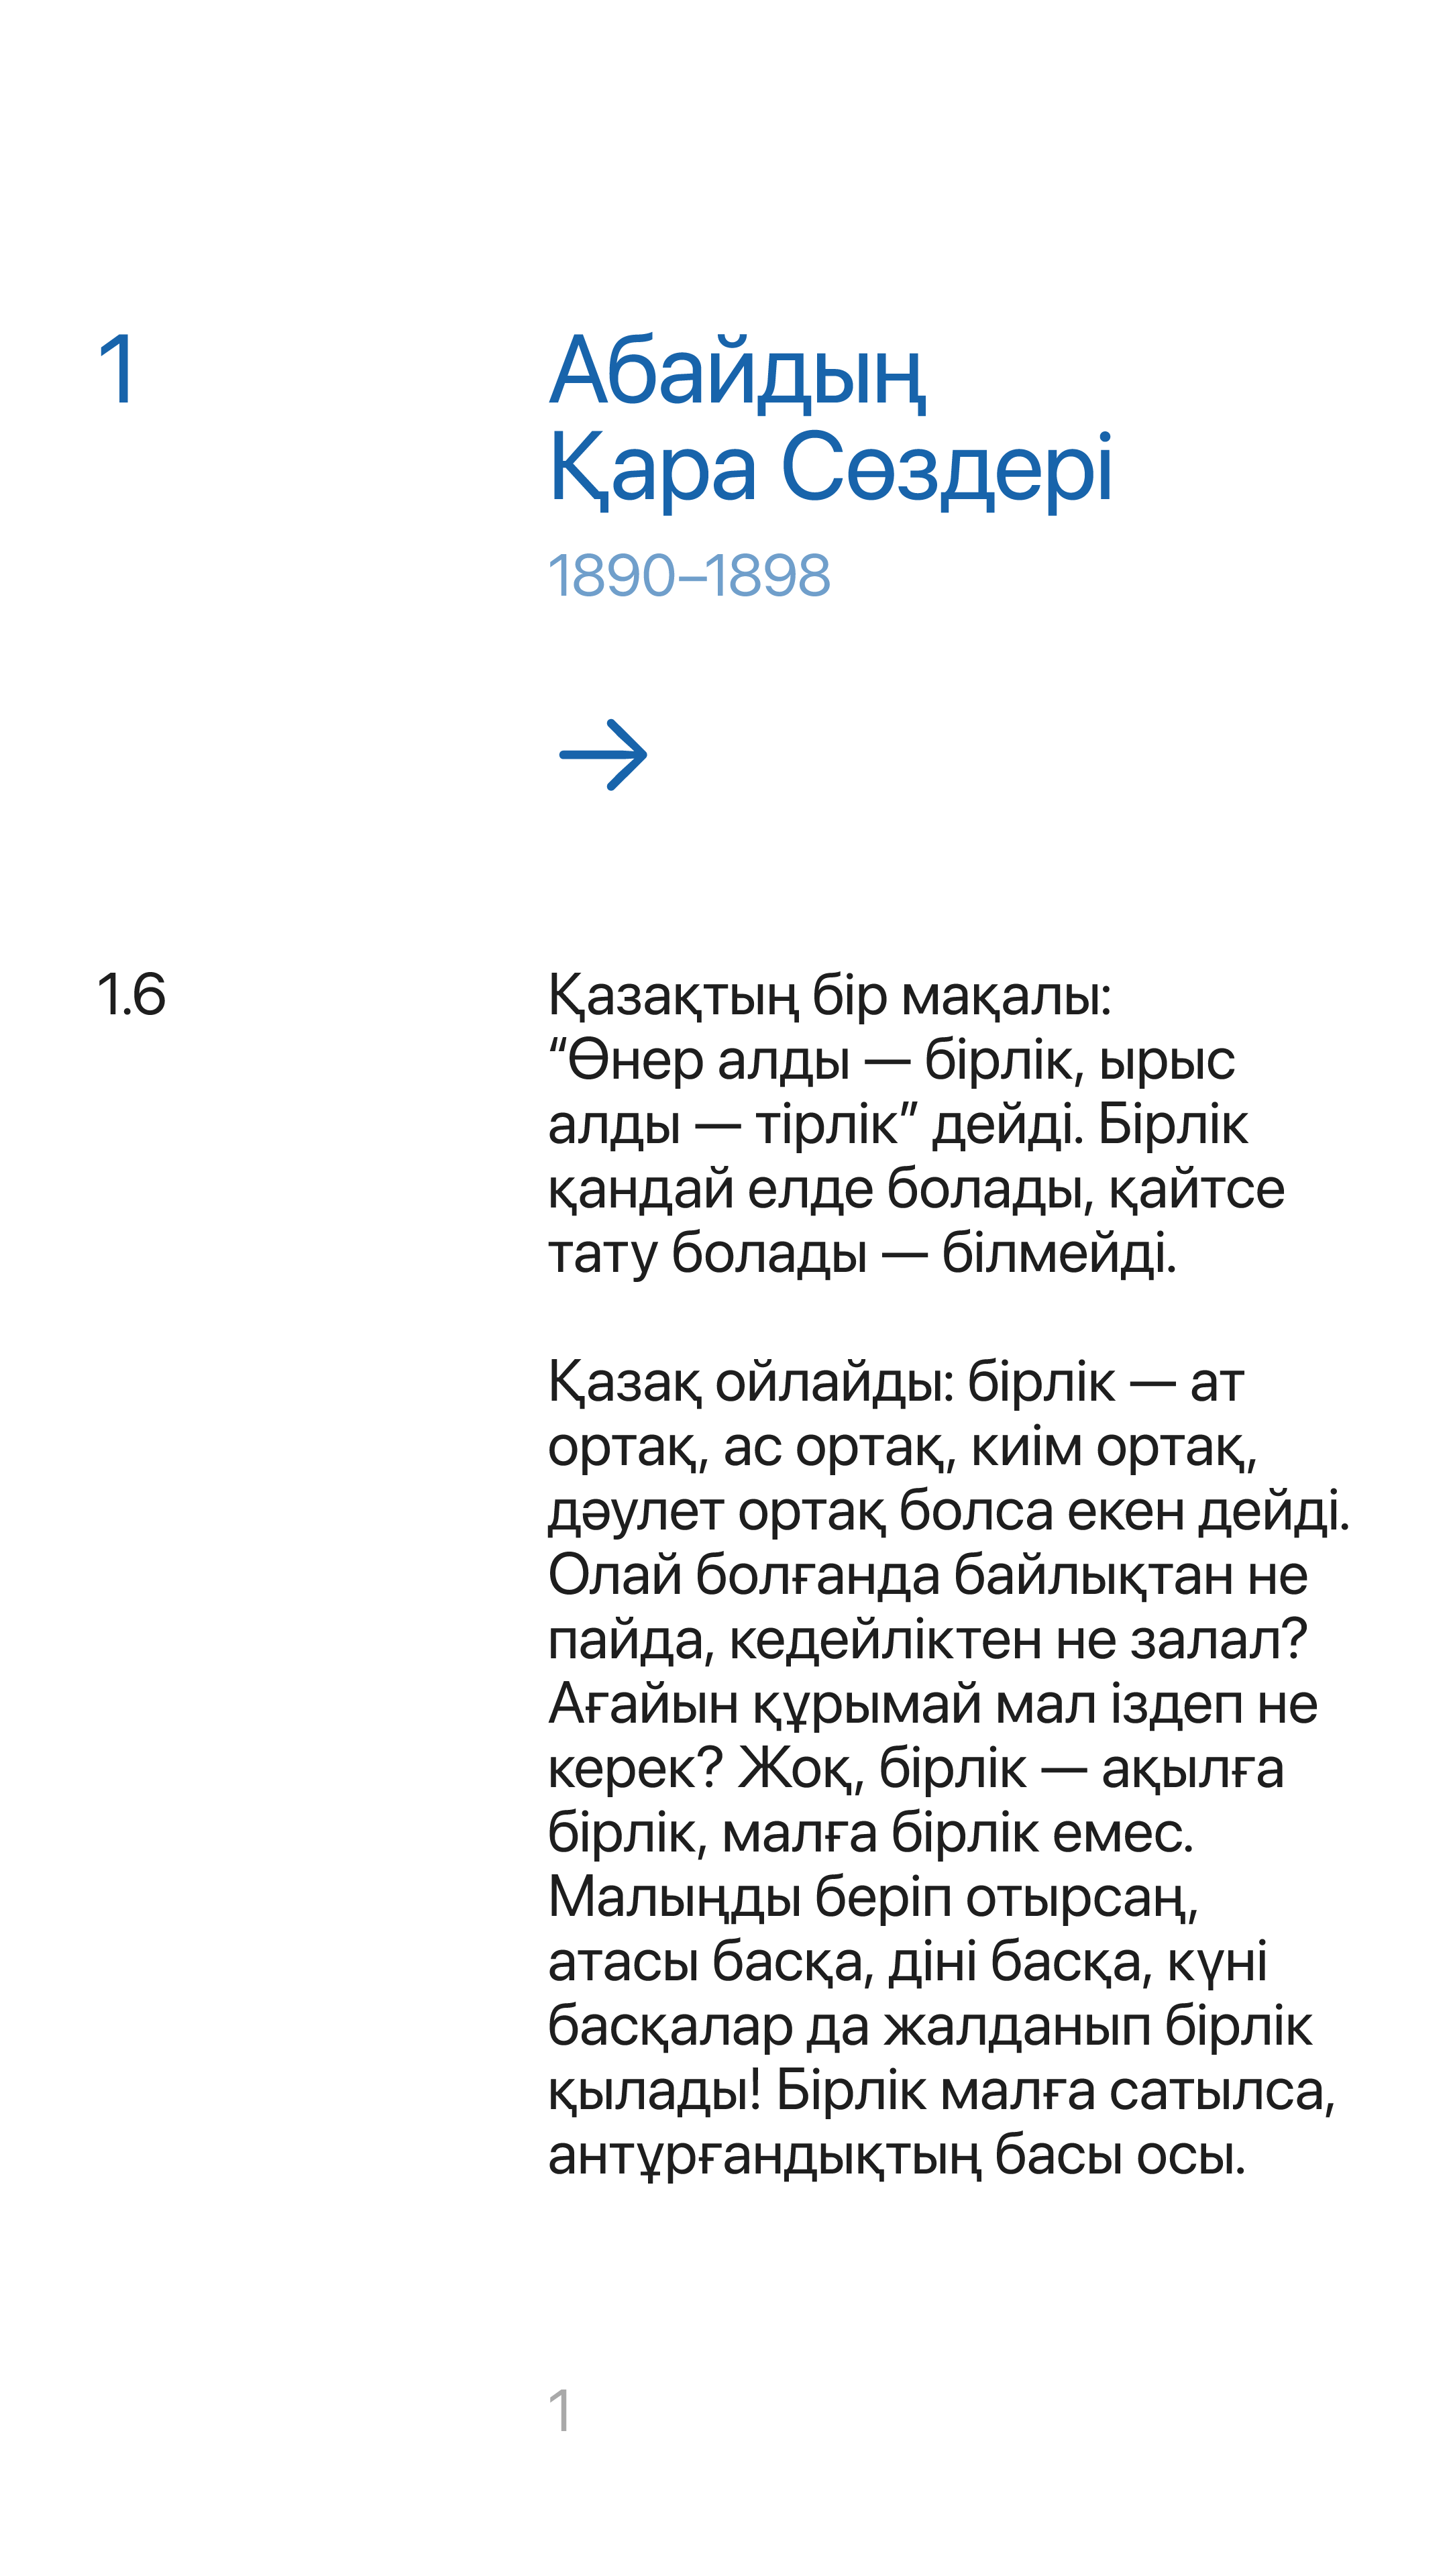 1
Абайдың
Қара Сөздері
1890–1898
→
1.6
Қазақтың бір мақалы:
“Өнер алды — бірлік, ырыс
алды — тірлік” дейді. Бірлік
қандай елде болады, қайтсе
тату болады — білмейді.
Қазақ ойлайды: бірлік — ат
ортақ, ас ортақ, киім ортақ,
дәулет ортақ болса екен дейді.
Олай болғанда байлықтан не
пайда, кедейліктен не залал?
Ағайын құрымай мал іздеп не
керек? Жоқ, бірлік — ақылға
бірлік, малға бірлік емес.
Малыңды беріп отырсаң,
атасы басқа, діні басқа, күні
басқалар да жалданып бірлік
қылады! Бірлік малға сатылса,
антұрғандықтың басы осы.
1